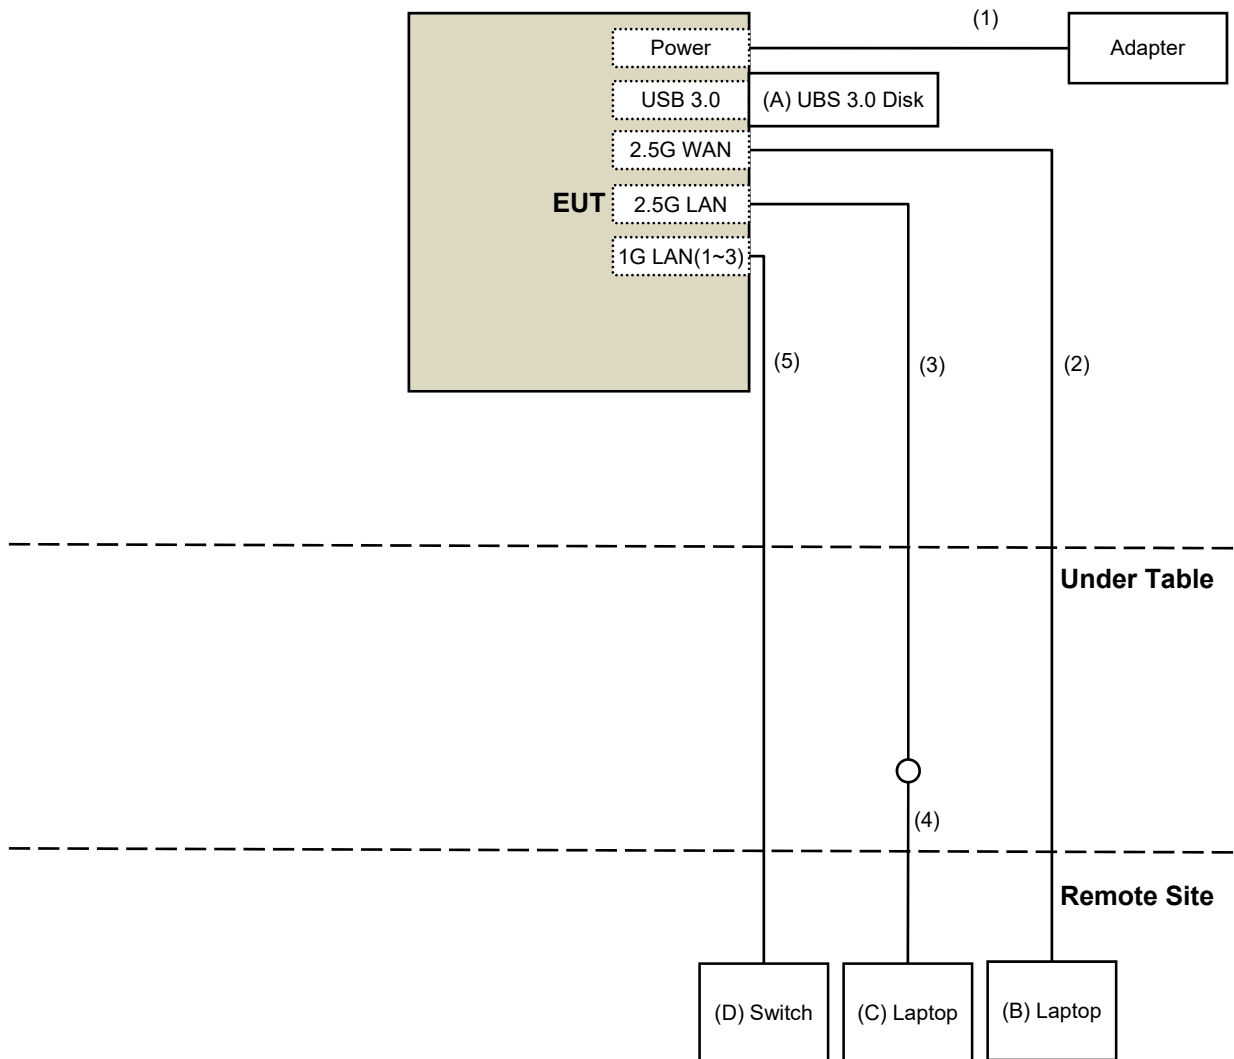 (1)
Power
Adapter
USB 3.0
(A) UBS 3.0 Disk
2.5G WAN
EUT
2.5G LAN
1G LAN(1~3)
(5)
(3)
(2)
Under Table
(4)
Remote Site
(D) Switch
(C) Laptop
(B) Laptop